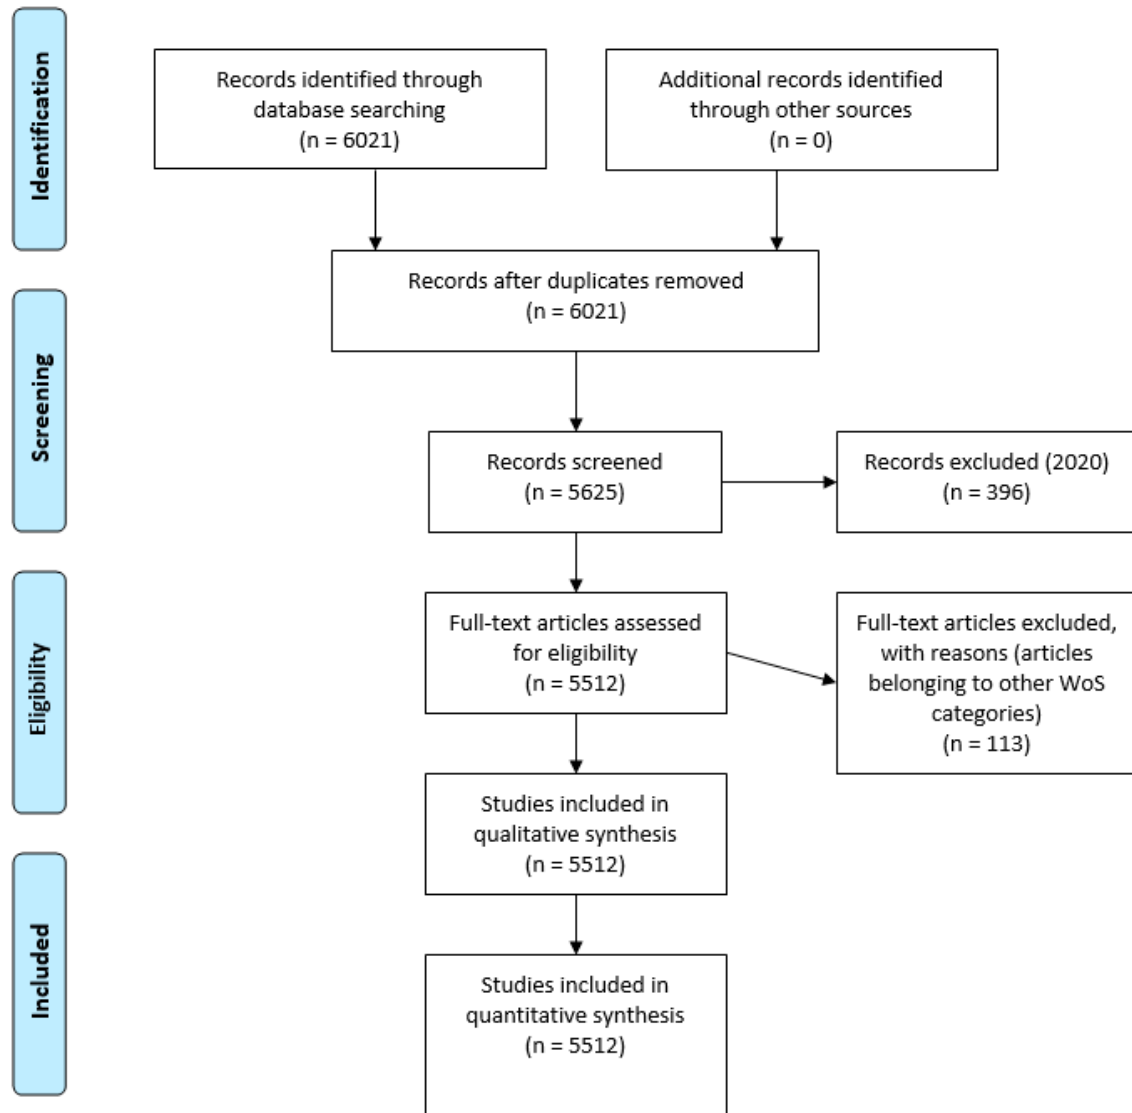 Identification
Records identified through
database searching
(n = 6021)
Additional records identified
through other sources
(n = 0)
Records after duplicates removed
(n = 6021)
Screening
Records screened
(n = 5625)
Records excluded (2020)
(n = 396)
Eligibility
Full-text articles assessed
for eligibility
(n = 5512)
Full-text articles excluded,
with reasons (articles
belonging to other WoS
categories)
(n = 113)
Studies included in
qualitative synthesis
(n = 5512)
Included
Studies included in
quantitative synthesis
(n = 5512)